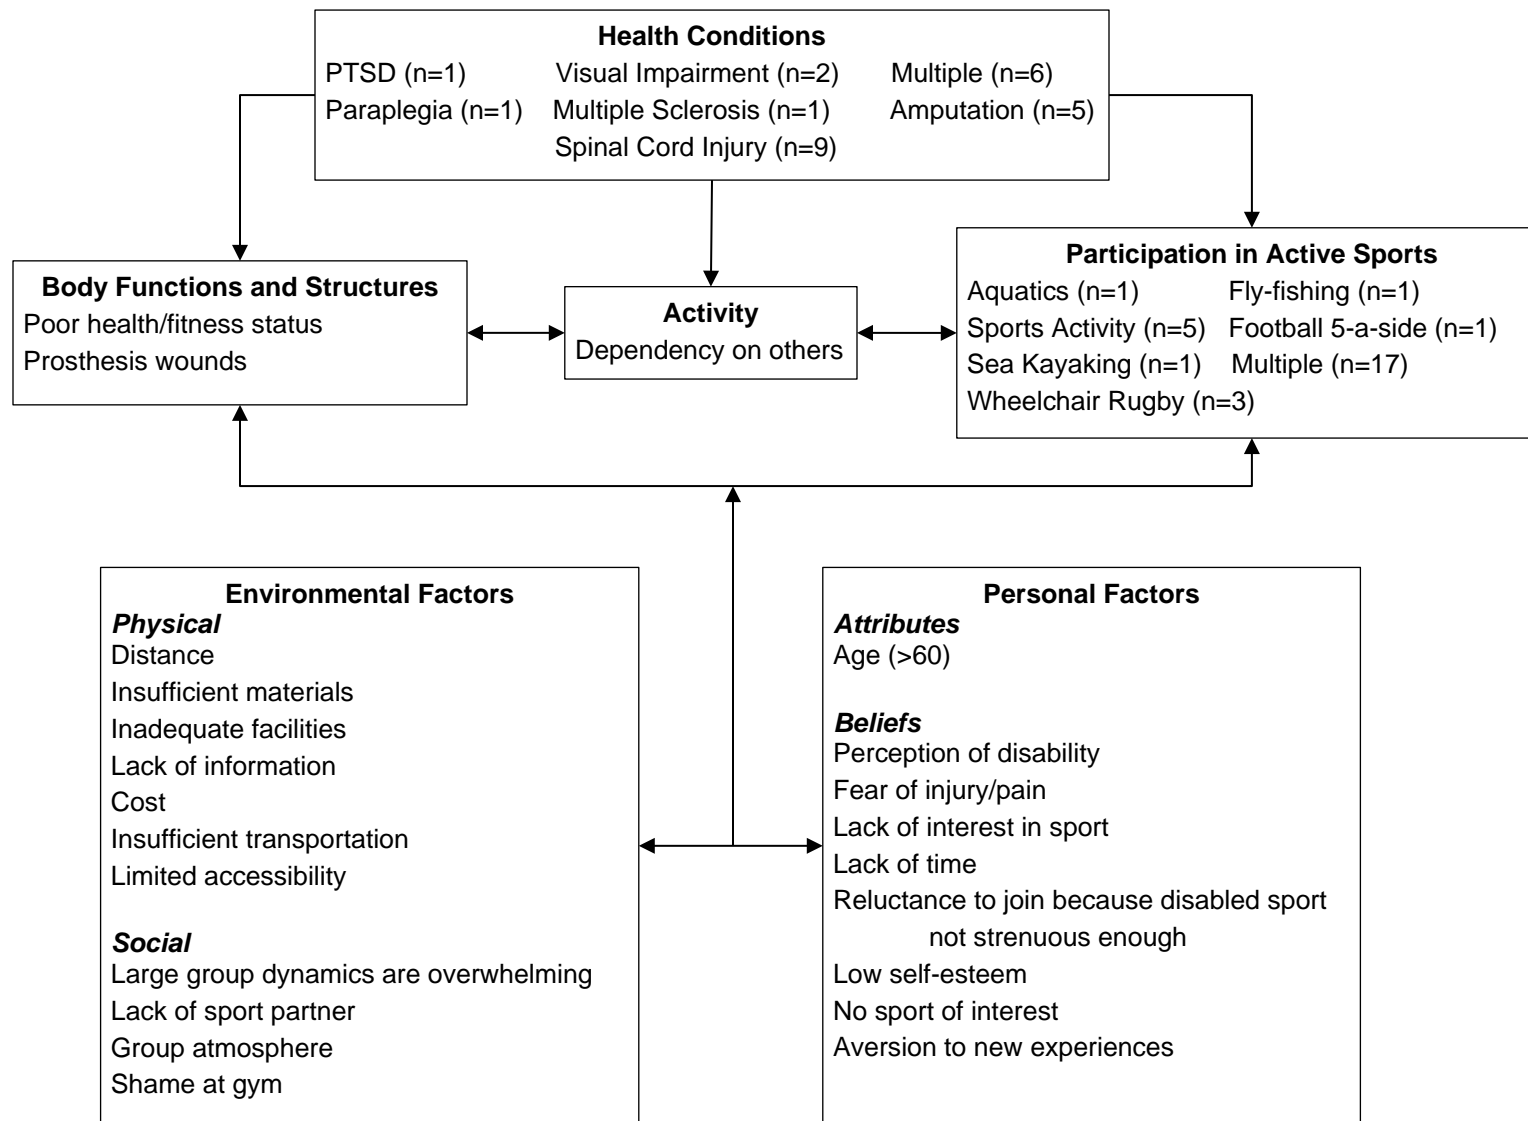 Health Conditions
PTSD (n=1) Visual Impairment (n=2) Multiple (n=6)
Paraplegia (n=1) Multiple Sclerosis (n=1) Amputation (n=5)
Spinal Cord Injury (n=9)
Body Functions and Structures
Poor health/fitness status
Prosthesis wounds
Activity
Dependency on others
Participation in Active Sports
Aquatics (n=1) Fly-fishing (n=1)
Sports Activity (n=5) Football 5-a-side (n=1)
Sea Kayaking (n=1) Multiple (n=17)
Wheelchair Rugby (n=3)
Environmental Factors
Physical
Distance
Insufficient materials
Inadequate facilities
Lack of information
Cost
Insufficient transportation
Limited accessibility
Social
Large group dynamics are overwhelming
Lack of sport partner
Group atmosphere
Shame at gym
Personal Factors
Attributes
Age (>60)
Beliefs
Perception of disability
Fear of injury/pain
Lack of interest in sport
Lack of time
Reluctance to join because disabled sport
not strenuous enough
Low self-esteem
No sport of interest
Aversion to new experiences